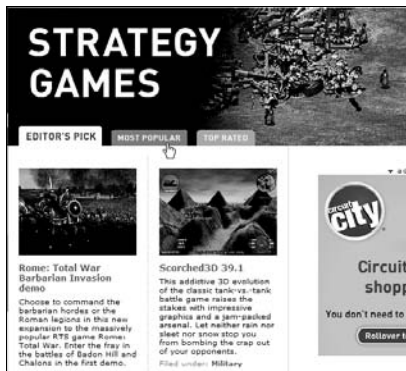 STRATEGY
GAMES
EDITOR'S PICK
MOST POPULAR
TOP RATED
Rome: Total War
Barbarian Invasion
demo
Choose to command the
barbarian hordes or the
Roman legions in this new
expansion to the massively
popular RTS game Rome:
Total War. Enter the fray in
the battles of Badon Hill and
Chalons in the first demo.
Scorched3D 39.1
This addictive 3D evolution
of the classic tank-vs.-tank
battle game raises the
stakes with impressive
graphics and a jam-packed
arsenal. Let neither rain nor
sleet nor snow stop you
from bombing the crap out
of your opponents.
Filed under: Military
circuit
city
Circuit
shopp
You don't need to
Rollover t